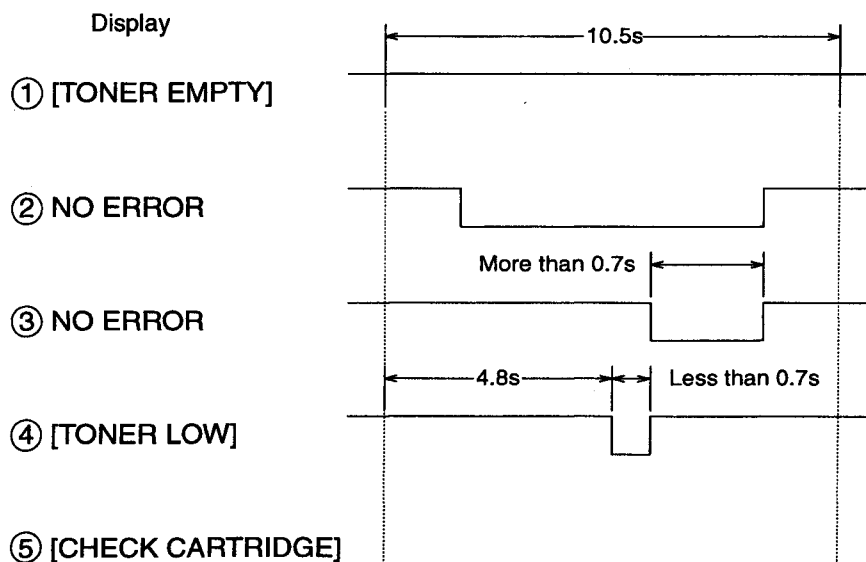 Display
10.5s
① [TONER EMPTY]
② NO ERROR
More than 0.7s
③ NO ERROR
4.8s
Less than 0.7s
④ [TONER LOW]
⑤ [CHECK CARTRIDGE]